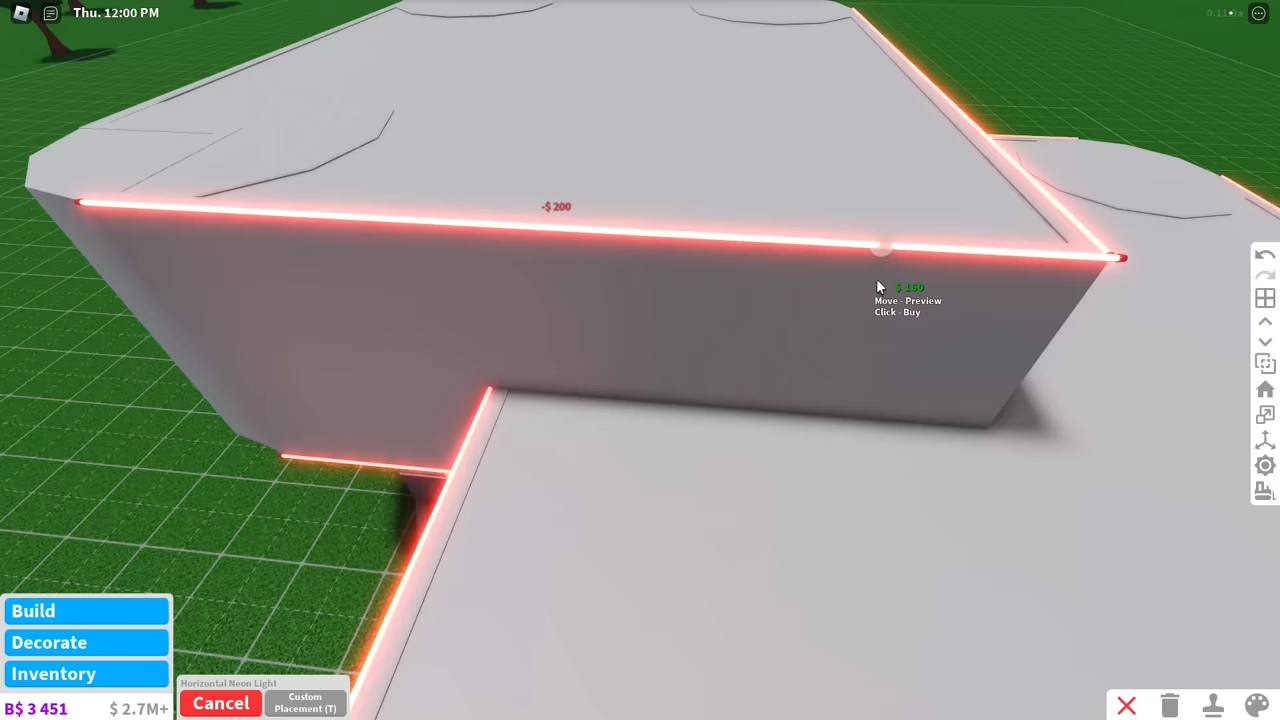 Thu. 12:00 PM
-$ 200
$ 160
Move - Preview
Click - Buy
Build
Decorate
Inventory
B$ 3 451
$ 2.7M+
Horizontal Neon Light
Cancel
Custom
Placement (T)